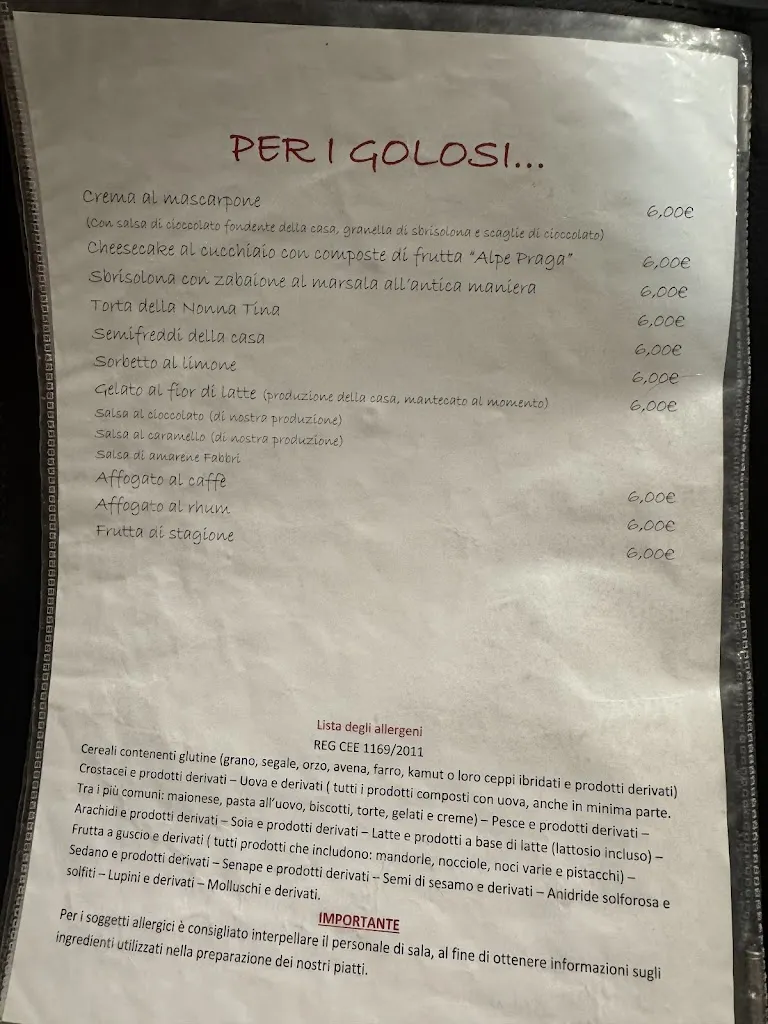 PER I GOLOSI...
Crema al mascarpone 6,00€
(Con salsa di cioccolato fondente della casa, granella di sbrisolona e scaglie di cioccolato)
Cheesecake al cucchiaio con composte di frutta "Alpe Praga" 6,00€
Sbrisolona con zabaione al marsala all'antica maniera 6,00€
Torta della Nonna Tina 6,00€
Semifreddi della casa 6,00€
Sorbetto al limone 6,00€
Gelato al fior di latte (produzione della casa, mantecato al momento) 6,00€
Salsa al cioccolato (di nostra produzione)
Salsa al caramello (di nostra produzione)
Salsa di amarene Fabbri
Affogato al caffè 6,00€
Affogato al rhum 6,00€
Frutta di stagione 6,00€
Lista degli allergeni
REG CEE 1169/2011
Cereali contenenti glutine (grano, segale, orzo, avena, farro, kamut o loro ceppi ibridati e prodotti derivati)
Crostacei e prodotti derivati – Uova e derivati ( tutti i prodotti composti con uova, anche in minima parte.
Tra i più comuni: maionese, pasta all'uovo, biscotti, torte, gelati e creme) – Pesce e prodotti derivati –
Arachidi e prodotti derivati – Soia e prodotti derivati – Latte e prodotti a base di latte (lattosio incluso) –
Frutta a guscio e derivati ( tutti prodotti che includono: mandorle, nocciole, noci varie e pistacchi) –
Sedano e prodotti derivati – Senape e prodotti derivati – Semi di sesamo e derivati – Anidride solforosa e
solfiti – Lupini e derivati – Molluschi e derivati.
IMPORTANTE
Per i soggetti allergici è consigliato interpellare il personale di sala, al fine di ottenere informazioni sugli
ingredienti utilizzati nella preparazione dei nostri piatti.